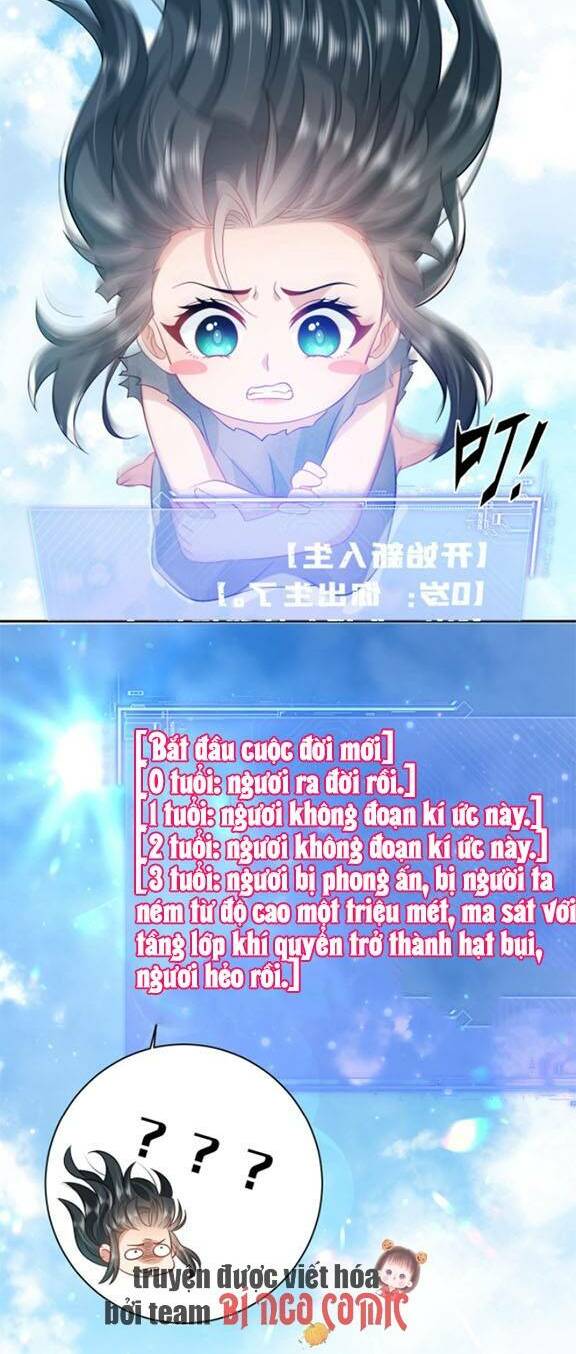 叮!
【开始新人生】
【0岁：你出生了。】
[Bắt đầu cuộc đời mới]
[0 tuổi: ngươi ra đời rồi.]
[1 tuổi: ngươi không đoạn kí ức này.]
[2 tuổi: ngươi không đoạn kí ức này.]
[3 tuổi: ngươi bị phong ấn, bị người ta
ném từ độ cao một triệu mét, ma sát với
tầng lớp khí quyển trở thành hạt bụi,
ngươi hẻo rồi.]
? ? ?
truyện được viết hóa
bởi team BINGO COMIC